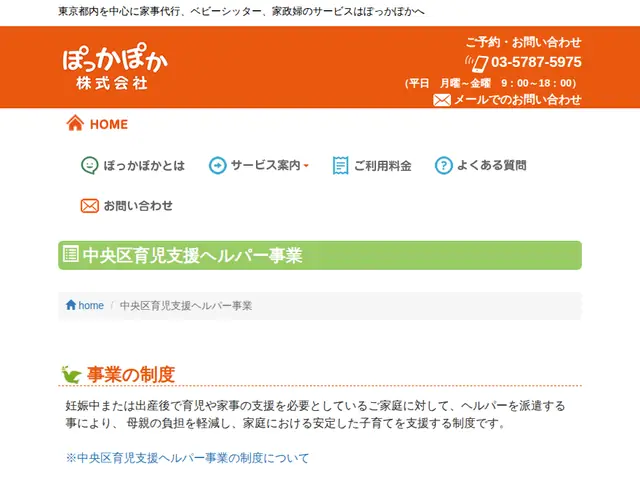 東京都内を中心に家事代行、ベビーシッター、家政婦のサービスはぽっかぽかへ
ぽっかぽか
株式会社
ご予約・お問い合わせ
03-5787-5975
（平日　月曜～金曜　9：00～18：00）
メールでのお問い合わせ
HOME
ぽっかぽかとは
サービス案内
ご利用料金
よくある質問
お問い合わせ
中央区育児支援ヘルパー事業
home / 中央区育児支援ヘルパー事業
事業の制度
妊娠中または出産後で育児や家事の支援を必要としているご家庭に対して、ヘルパーを派遣する
事により、 母親の負担を軽減し、家庭における安定した子育てを支援する制度です。
※中央区育児支援ヘルパー事業の制度について